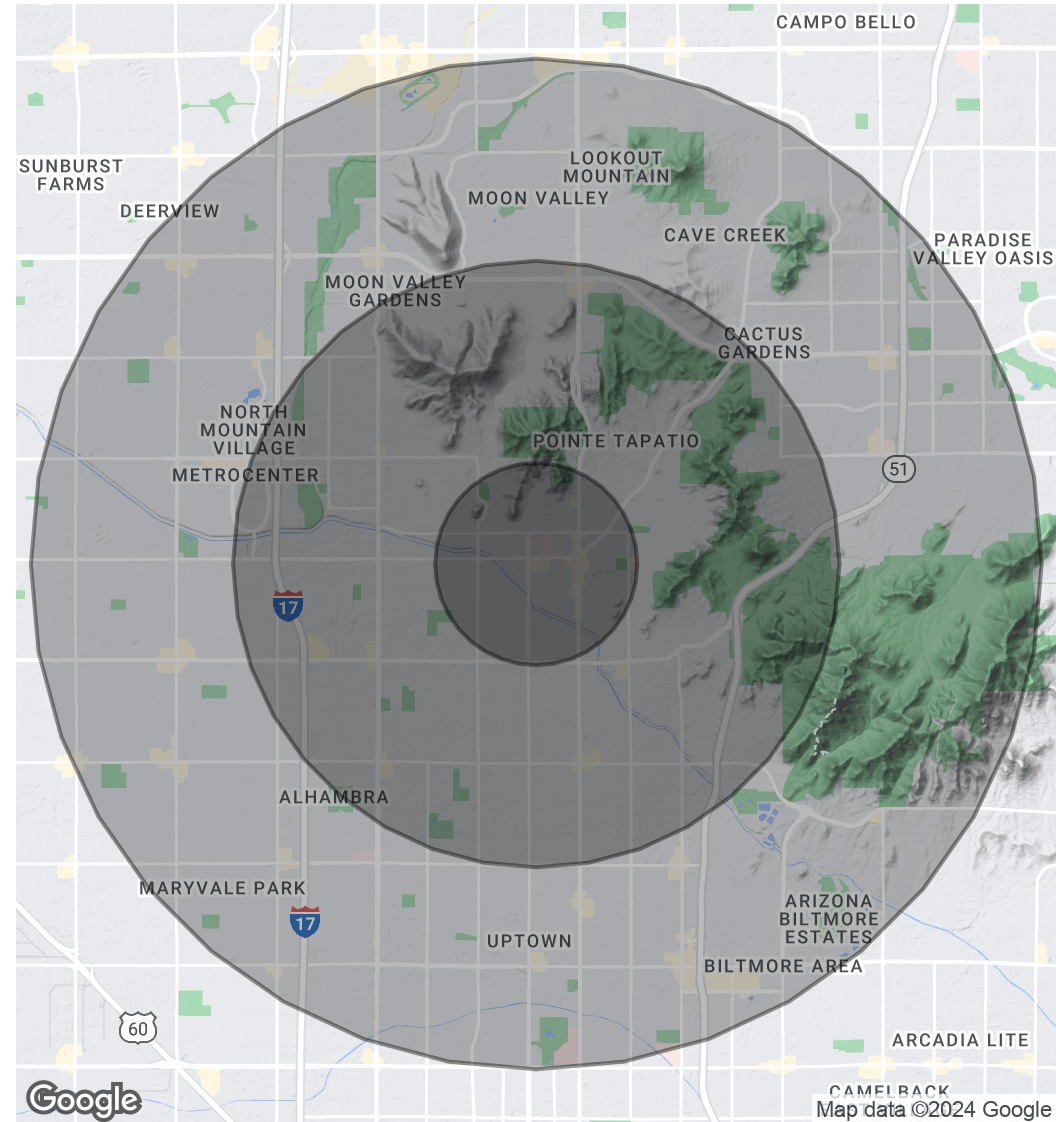 CAMPO BELLO
SUNBURST
FARMS
LOOKOUT
MOUNTAIN
MOON VALLEY
DEERVIEW
CAVE CREEK
PARADISE
VALLEY OASIS
MOON VALLEY
GARDENS
CACTUS
GARDENS
NORTH
MOUNTAIN
VILLAGE
POINTE TAPATIO
METROCENTER
51
17
ALHAMBRA
MARYVALE PARK
17
ARIZONA
BILTMORE
ESTATES
UPTOWN
BILTMORE AREA
60
ARCADIA LITE
CAMELBACK
Google
Map data ©2024 Google